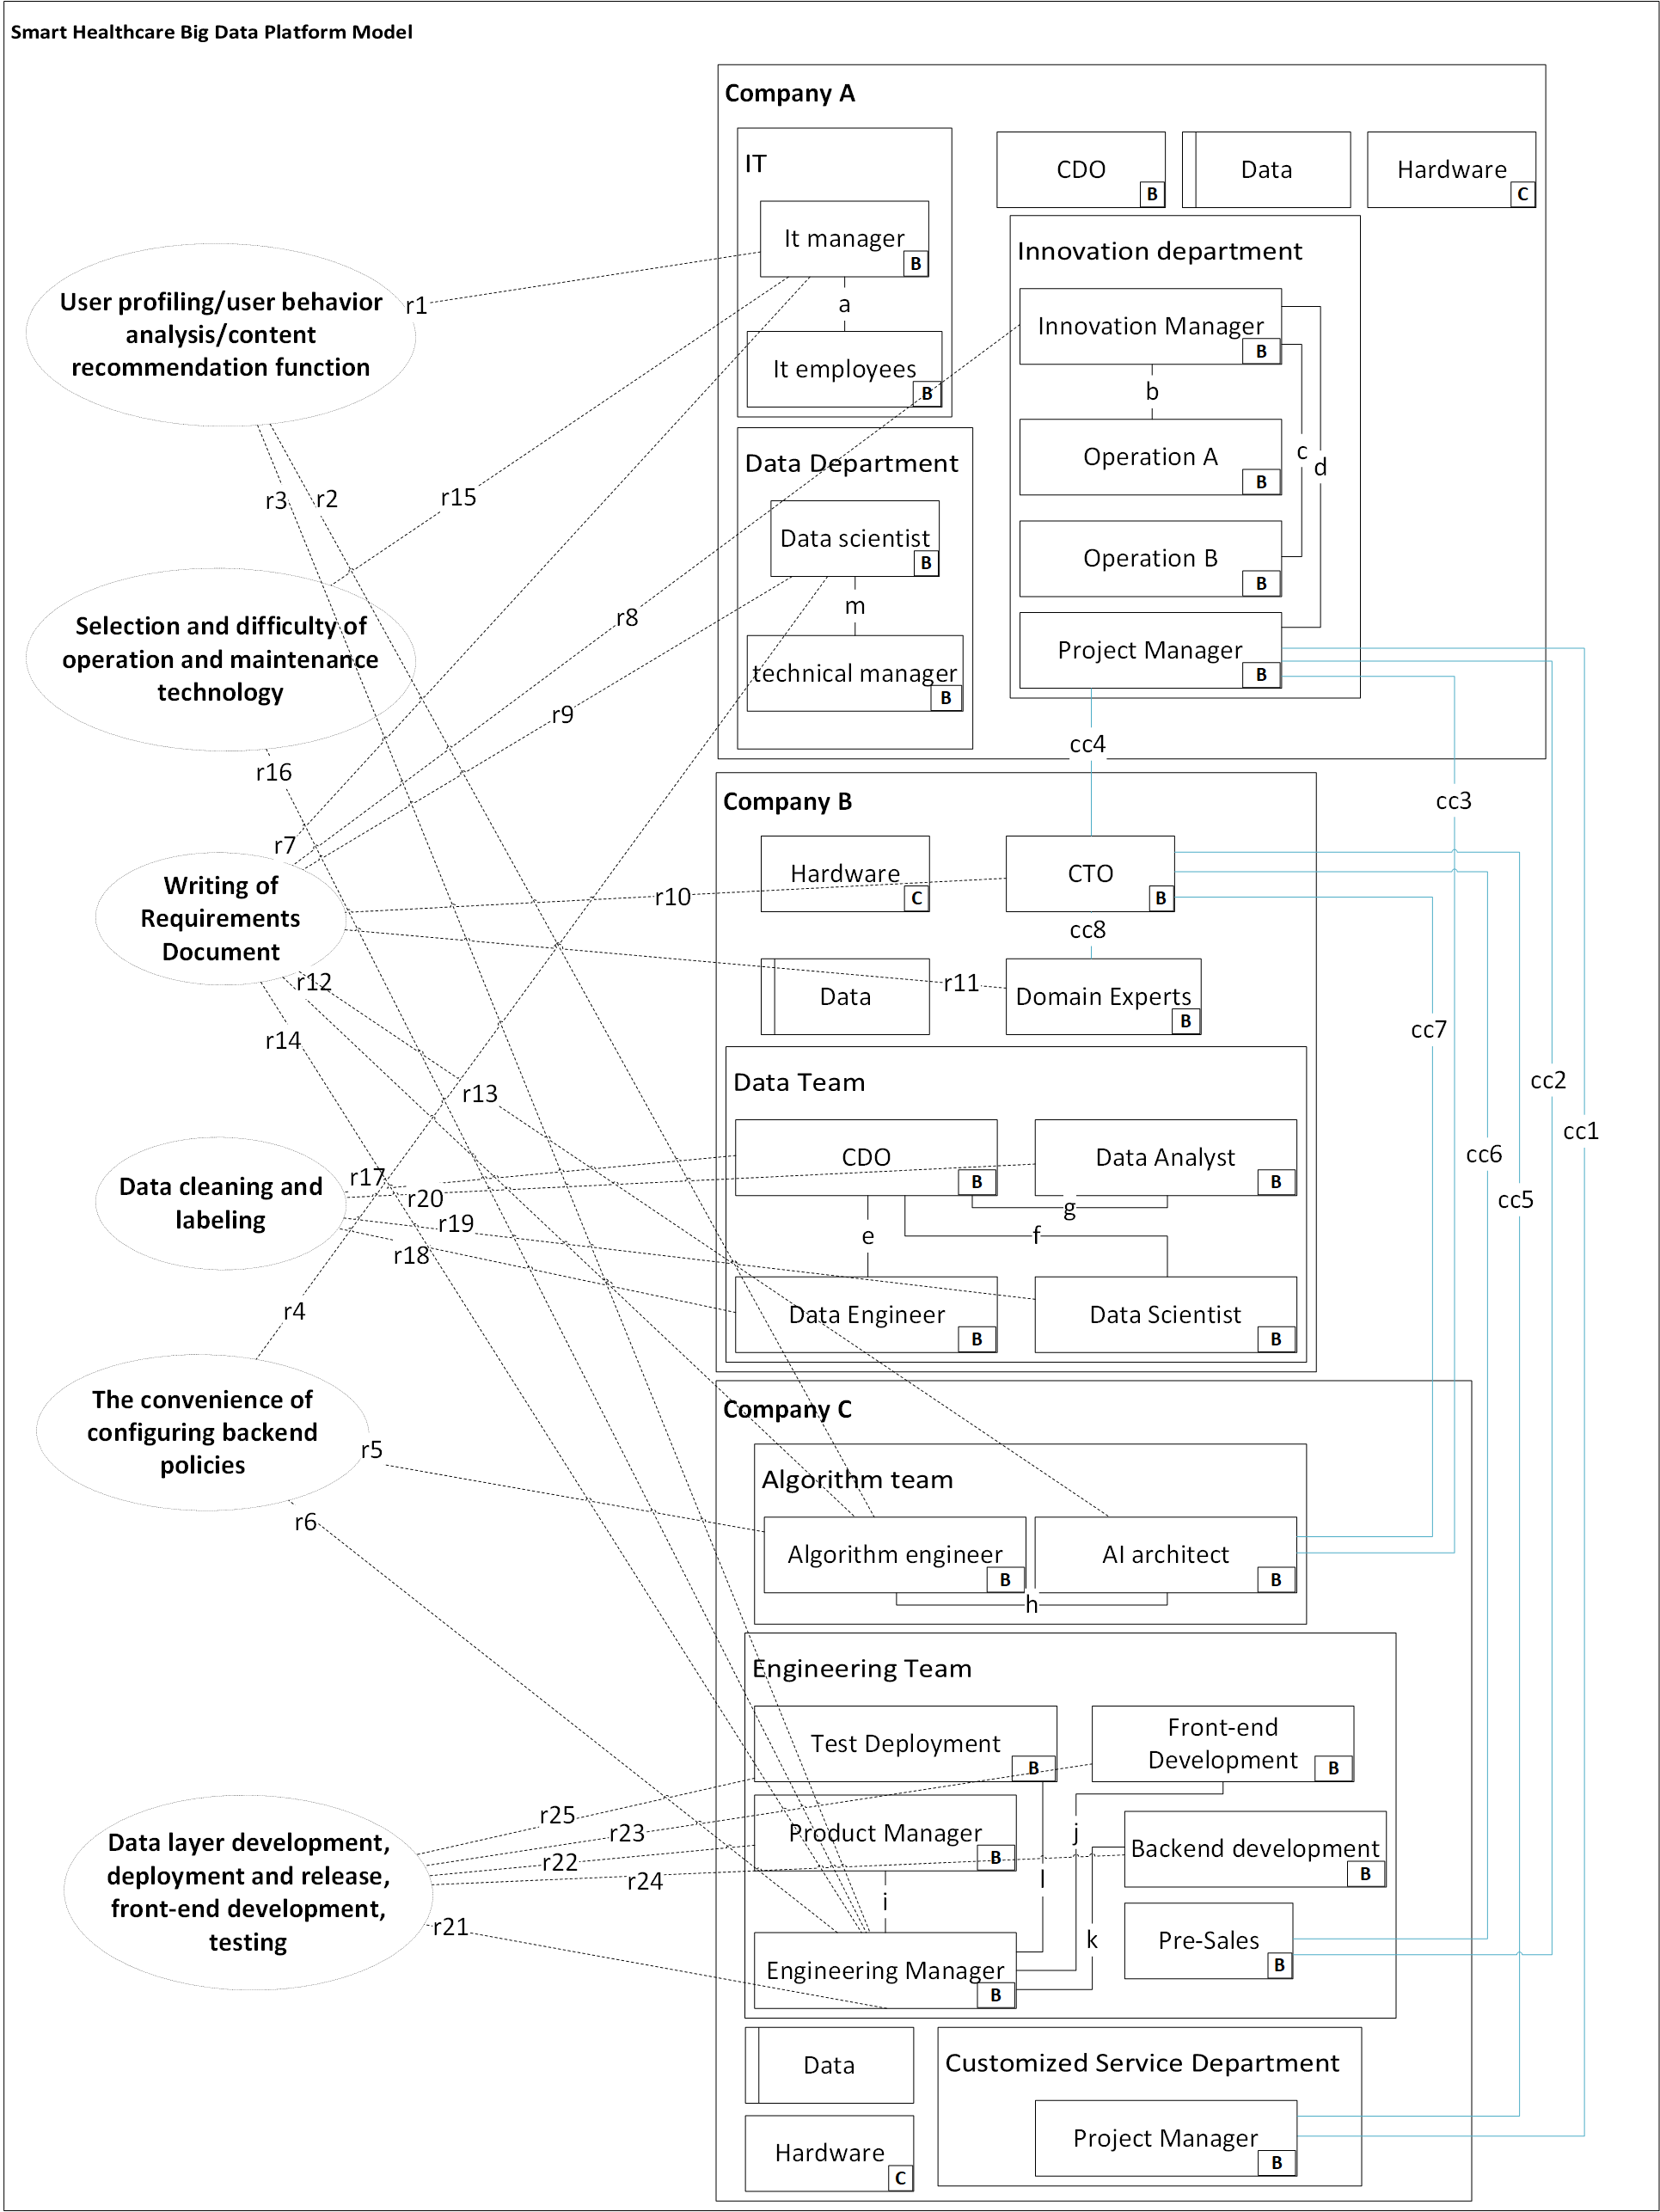 Smart Healthcare Big Data Platform Model
Company A
IT
It manager
B
a
It employees
B
CDO
B
Data
Hardware
C
Innovation department
Innovation Manager
B
b
c
d
Operation A
B
Operation B
B
Project Manager
B
Data Department
Data scientist
B
m
technical manager
B
User profiling/user behavior
analysis/content
recommendation function
r1
r3
r2
r15
Selection and difficulty of
operation and maintenance
technology
r8
r9
r16
r7
Writing of
Requirements
Document
r10
r11
r12
r14
r13
cc4
cc3
Company B
Hardware
C
CTO
B
cc8
Data
Domain Experts
B
cc7
cc2
cc1
cc6
cc5
Data Team
CDO
B
Data Analyst
B
g
e
f
Data Engineer
B
Data Scientist
B
Data cleaning and
labeling
r17
r20
r19
r18
r4
The convenience of
configuring backend
policies
r5
r6
Company C
Algorithm team
Algorithm engineer
B
AI architect
B
h
Engineering Team
Test Deployment
B
Front-end
Development
B
Product Manager
B
j
l
Backend development
B
i
k
Pre-Sales
B
Engineering Manager
B
Data layer development,
deployment and release,
front-end development,
testing
r25
r23
r22
r24
r21
Data
Hardware
C
Customized Service Department
Project Manager
B